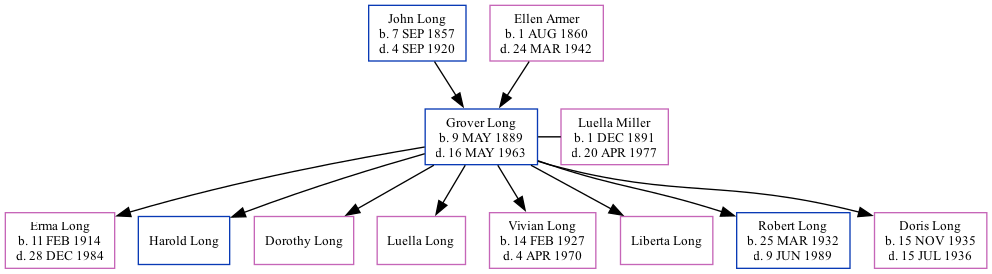 John Long
b. 7 SEP 1857
d. 4 SEP 1920
Ellen Armer
b. 1 AUG 1860
d. 24 MAR 1942
Grover Long
b. 9 MAY 1889
d. 16 MAY 1963
Luella Miller
b. 1 DEC 1891
d. 20 APR 1977
Erma Long
b. 11 FEB 1914
d. 28 DEC 1984
Harold Long
Dorothy Long
Luella Long
Vivian Long
b. 14 FEB 1927
d. 4 APR 1970
Liberta Long
Robert Long
b. 25 MAR 1932
d. 9 JUN 1989
Doris Long
b. 15 NOV 1935
d. 15 JUL 1936